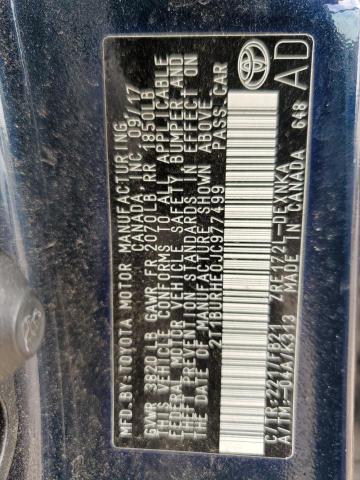 MFD. BY: TOYOTA MOTOR MANUFACTURING
CANADA, INC. 09/17
GVWR 3820 LB GAWR FR 2070LB RR 1850LB
THIS VEHICLE CONFORMS TO ALL APPLICABLE
FEDERAL MOTOR VEHICLE SAFETY, BUMPER, AND
THEFT PREVENTION STANDARDS IN EFFECT ON
THE DATE OF MANUFACTURE SHOWN ABOVE.
2T1BURHE0JC977499 PASS. CAR
C/TR: 221/FB21 ZRE172L-DEXNKA
A/TM: -04A/K313 MADE IN CANADA 648
TOYOTA
AD